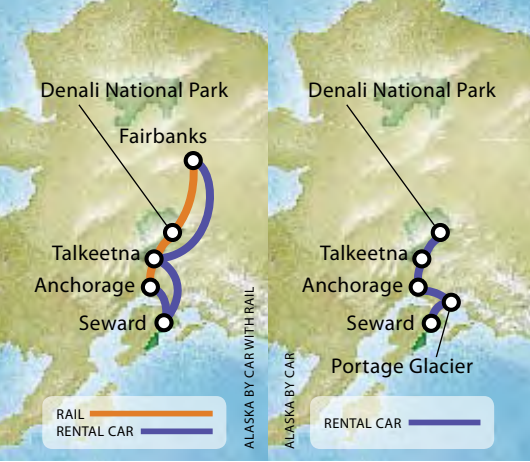 Denali National Park
Fairbanks
Talkeetna
Anchorage
Seward
ALASKA BY CAR WITH RAIL
RAIL
RENTAL CAR
Denali National Park
Talkeetna
Anchorage
Seward
Portage Glacier
ALASKA BY CAR
RENTAL CAR